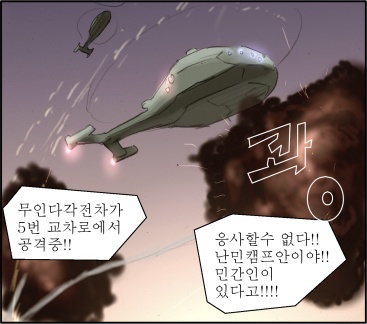 콰
ㅇ
무인다각전차가
5번 교차로에서
공격중!!
응사할수 없다!!
난민캠프안이야!!
민간인이
있다고!!!!